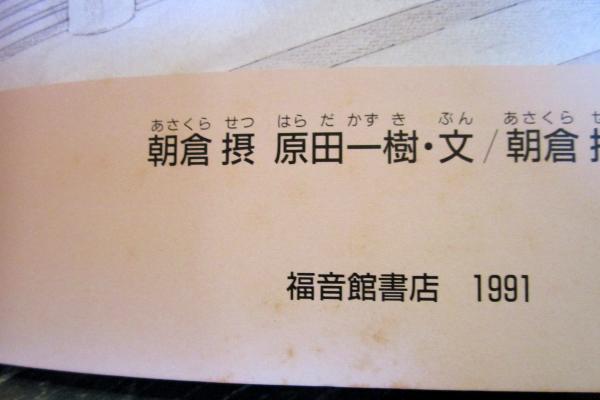 あさくら せつ はら だ かず き ぶん あさくら
朝倉 摂 原田一樹・文/朝倉
福音館書店 1991